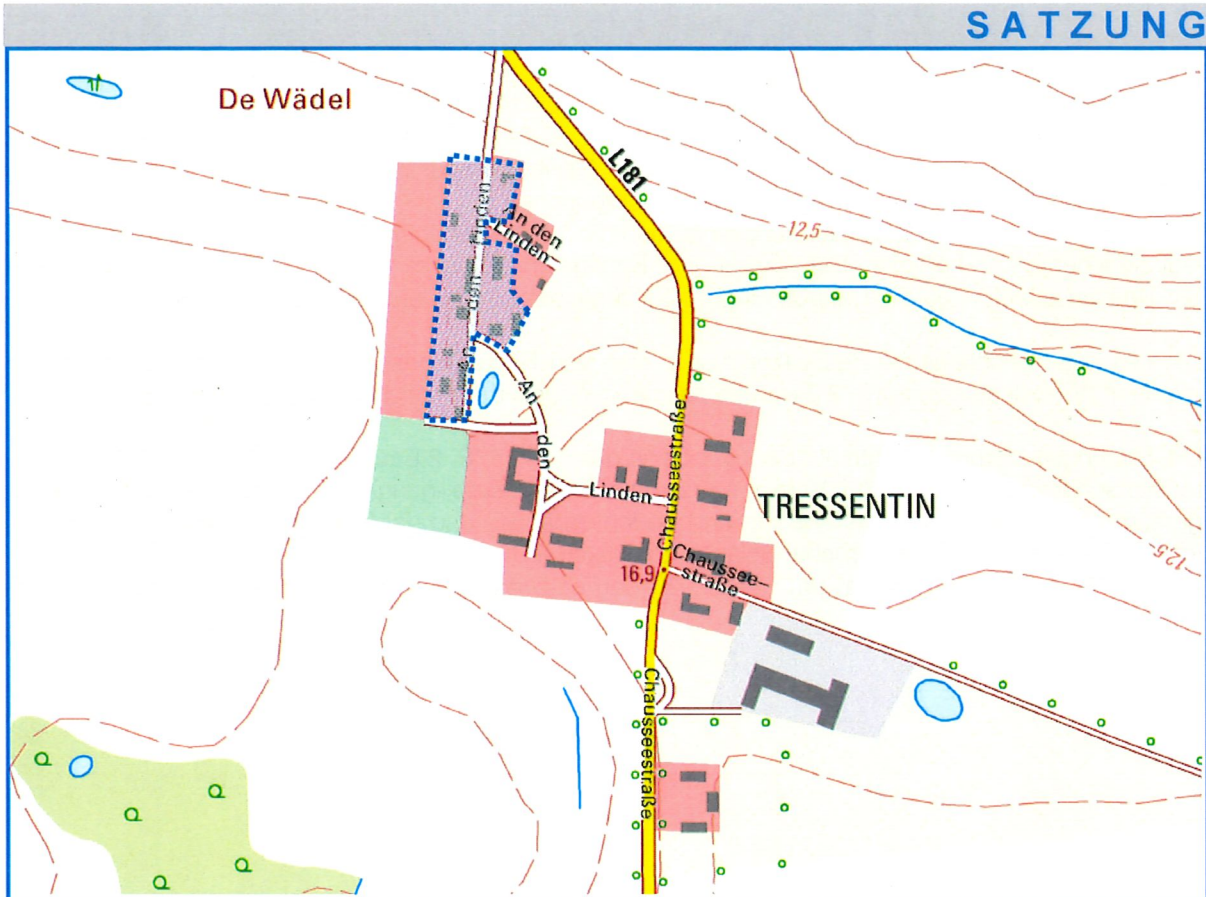 SATZUNG
De Wädel
L181
An den Linden
An den
Linden
12,5
An
den
Linden
Chausseestraße
TRESSENTIN
12,5
Chaussee-
straße
16,9
Chausseestraße